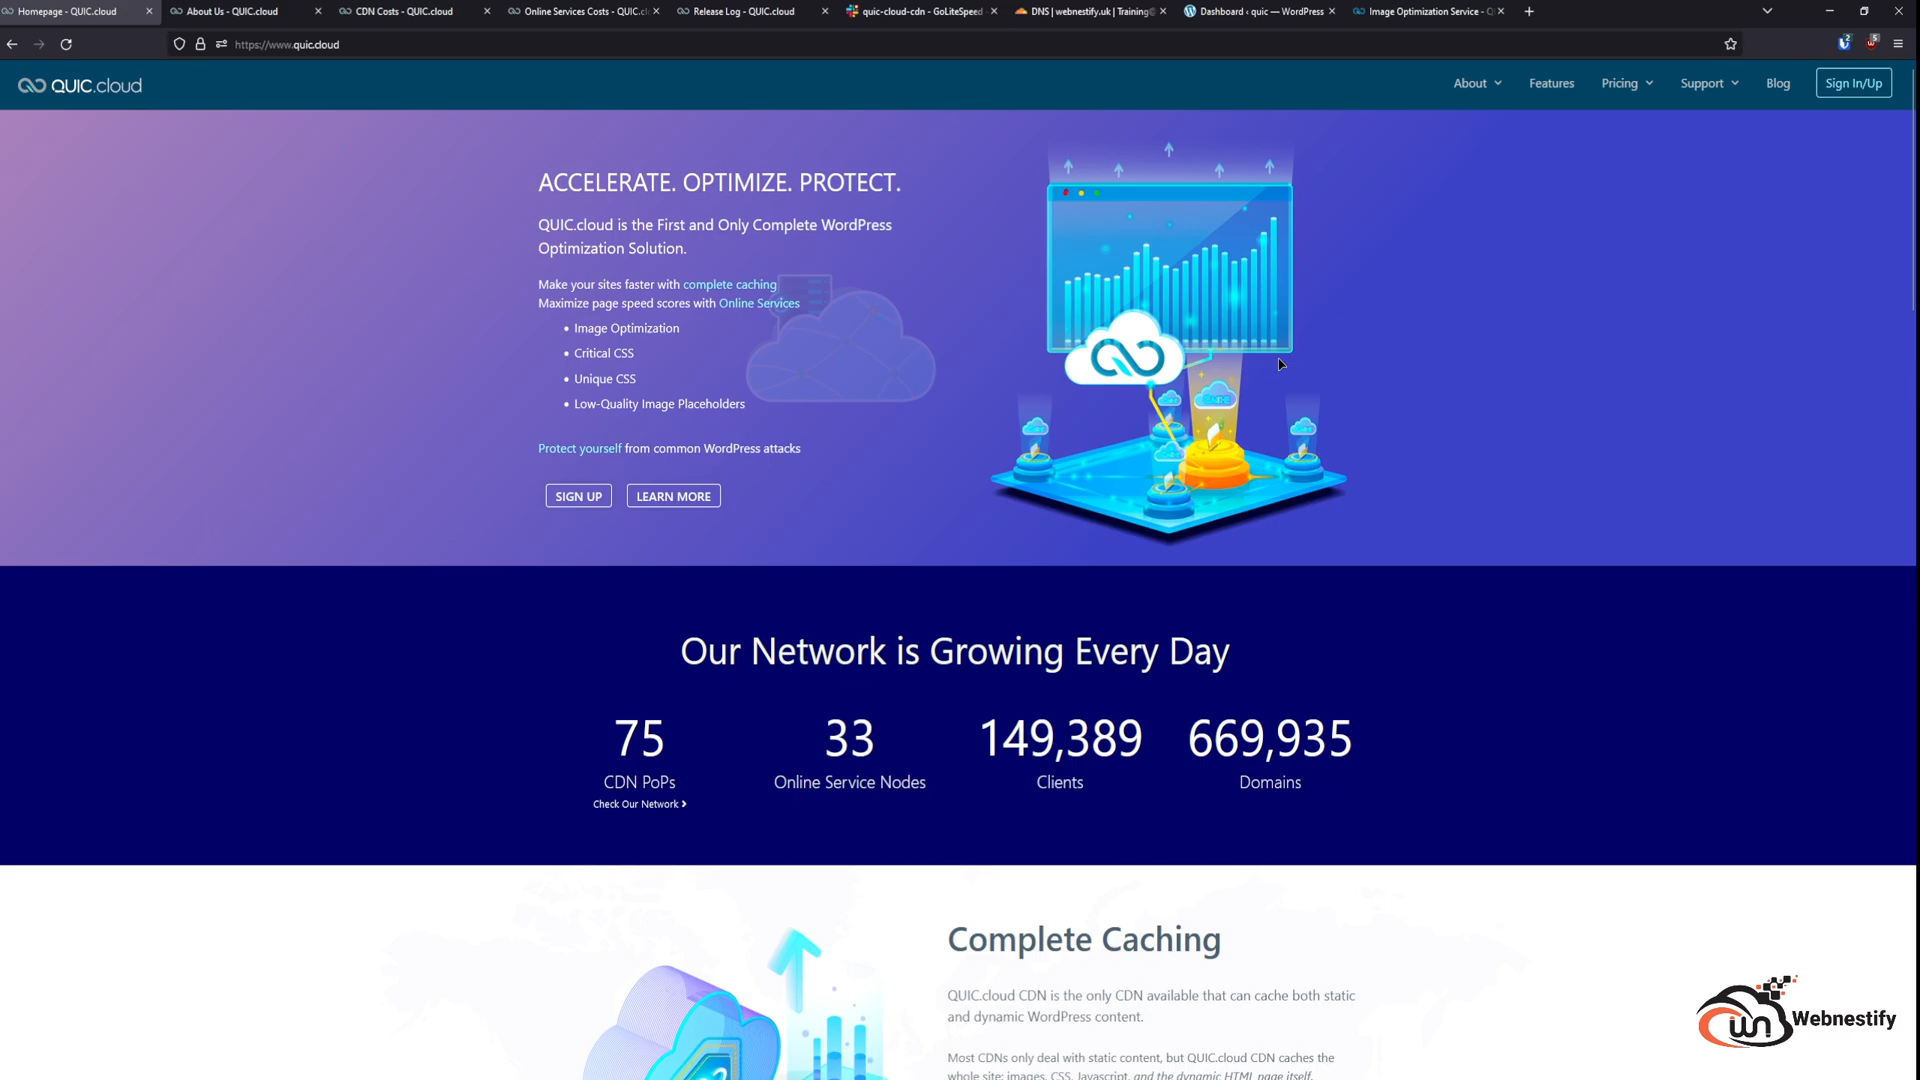 Homepage - QUIC.cloud
About Us - QUIC.cloud
CDN Costs - QUIC.cloud
Online Services Costs - QUIC.cl
Release Log - QUIC.cloud
quic-cloud-cdn - GoLiteSpeed
DNS | webnestify.uk | Training
Dashboard ‹ quic — WordPress
Image Optimization Service - Q
https://www.quic.cloud
2
5
QUIC.cloud
About
Features
Pricing
Support
Blog
Sign In/Up
ACCELERATE. OPTIMIZE. PROTECT.
QUIC.cloud is the First and Only Complete WordPress
Optimization Solution.
Make your sites faster with complete caching
Maximize page speed scores with Online Services
• Image Optimization
• Critical CSS
• Unique CSS
• Low-Quality Image Placeholders
Protect yourself from common WordPress attacks
SIGN UP
LEARN MORE
Our Network is Growing Every Day
75
33
149,389
669,935
CDN PoPs
Online Service Nodes
Clients
Domains
Check Our Network
Complete Caching
QUIC.cloud CDN is the only CDN available that can cache both static
and dynamic WordPress content.
Most CDNs only deal with static content, but QUIC.cloud CDN caches the
whole site: images, CSS, Javascript, and the dynamic HTML page itself.
Webnestify